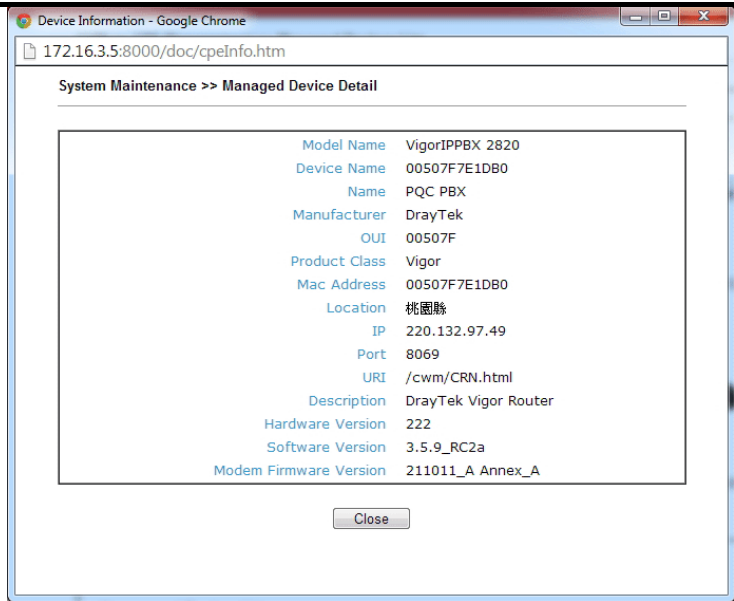 Device Information - Google Chrome
172.16.3.5:8000/doc/cpeInfo.htm
System Maintenance >> Managed Device Detail
Model Name VigorIPPBX 2820
Device Name 00507F7E1DB0
Name PQC PBX
Manufacturer DrayTek
OUI 00507F
Product Class Vigor
Mac Address 00507F7E1DB0
Location 桃園縣
IP 220.132.97.49
Port 8069
URI /cwm/CRN.html
Description DrayTek Vigor Router
Hardware Version 222
Software Version 3.5.9_RC2a
Modem Firmware Version 211011_A Annex_A
Close